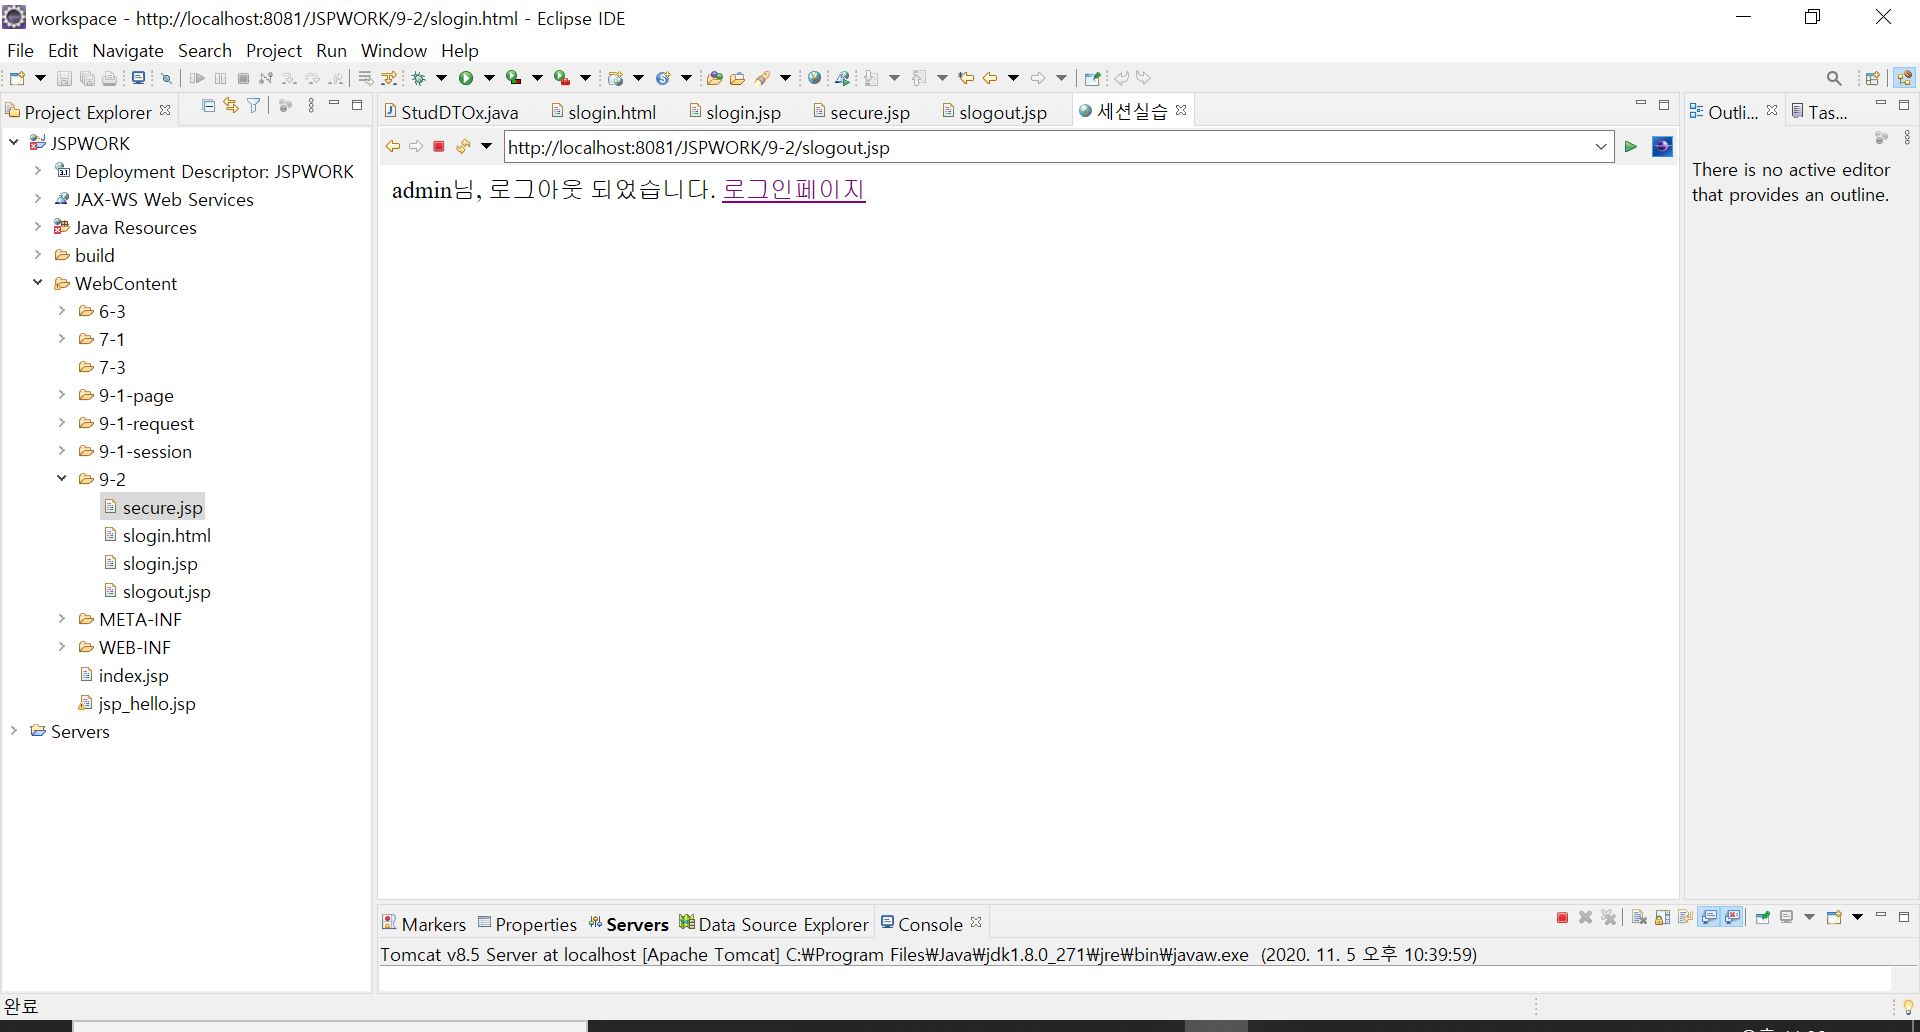 workspace - http://localhost:8081/JSPWORK/9-2/slogin.html - Eclipse IDE
File Edit Navigate Search Project Run Window Help
Project Explorer
JSPWORK
Deployment Descriptor: JSPWORK
JAX-WS Web Services
Java Resources
build
WebContent
6-3
7-1
7-3
9-1-page
9-1-request
9-1-session
9-2
secure.jsp
slogin.html
slogin.jsp
slogout.jsp
META-INF
WEB-INF
index.jsp
jsp_hello.jsp
Servers
StudDTOx.java slogin.html slogin.jsp secure.jsp slogout.jsp 세션실습
http://localhost:8081/JSPWORK/9-2/slogout.jsp
admin님, 로그아웃 되었습니다. 로그인페이지
Outli... Tas...
There is no active editor
that provides an outline.
Markers Properties Servers Data Source Explorer Console
Tomcat v8.5 Server at localhost [Apache Tomcat] C:₩Program Files₩Java₩jdk1.8.0_271₩jre₩bin₩javaw.exe (2020. 11. 5 오후 10:39:59)
완료